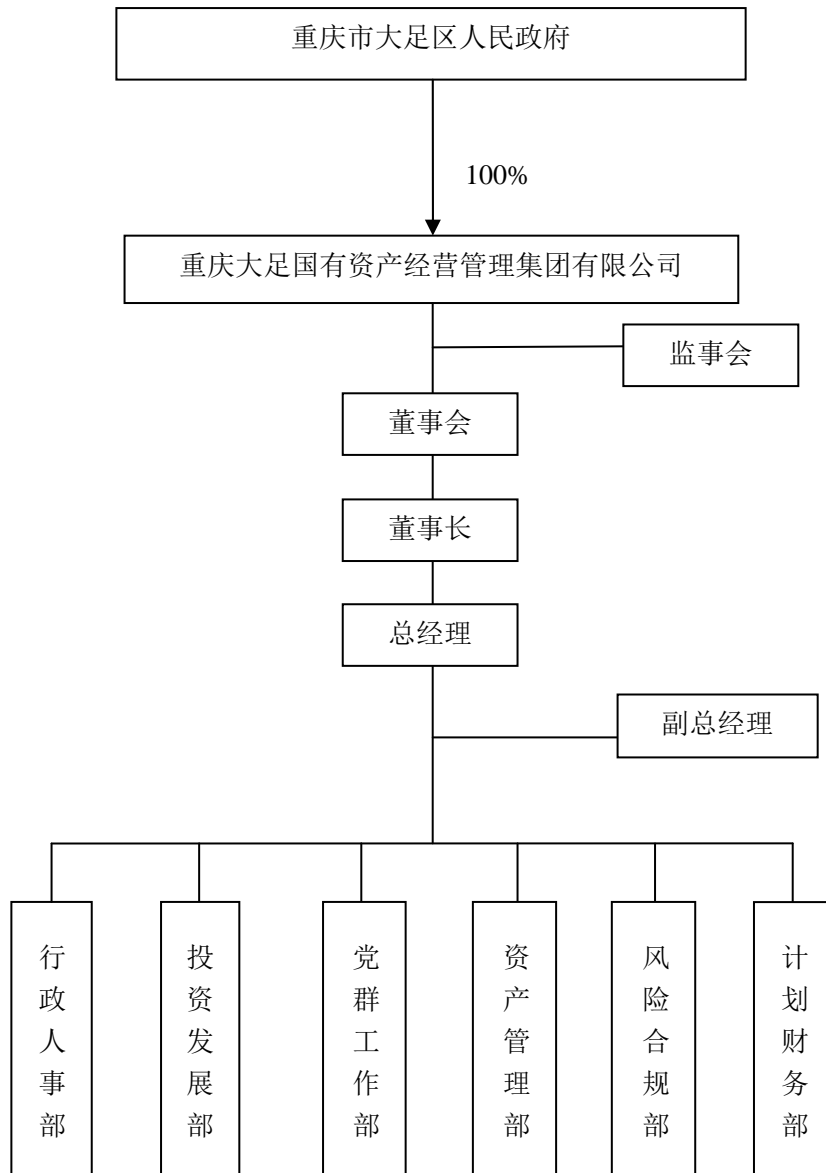 重庆市大足区人民政府
100%
重庆大足国有资产经营管理集团有限公司
监事会
董事会
董事长
总经理
副总经理
行政人事部
投资发展部
党群工作部
资产管理部
风险合规部
计划财务部